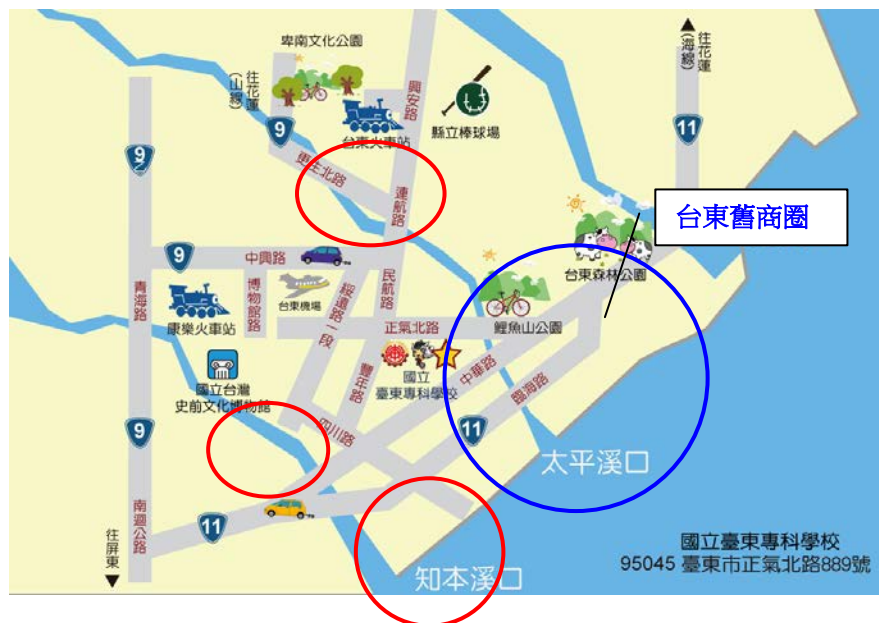 卑南文化公園
往花蓮
(山線)
9
台東火車站
興安路
縣立棒球場
往花蓮
(海線)
11
9乙
更生北路
連航路
台東舊商圈
台東森林公園
9
中興路
青海路
康樂火車站
博物館路
台東機場
綏遠路一段
民航路
正氣北路
鯉魚山公園
國立
臺東專科學校
豐年路
中華路
臨海路
國立台灣
史前文化博物館
四川路
9
11
太平溪口
南迴公路
11
往屏東
知本溪口
國立臺東專科學校
95045 臺東市正氣北路889號